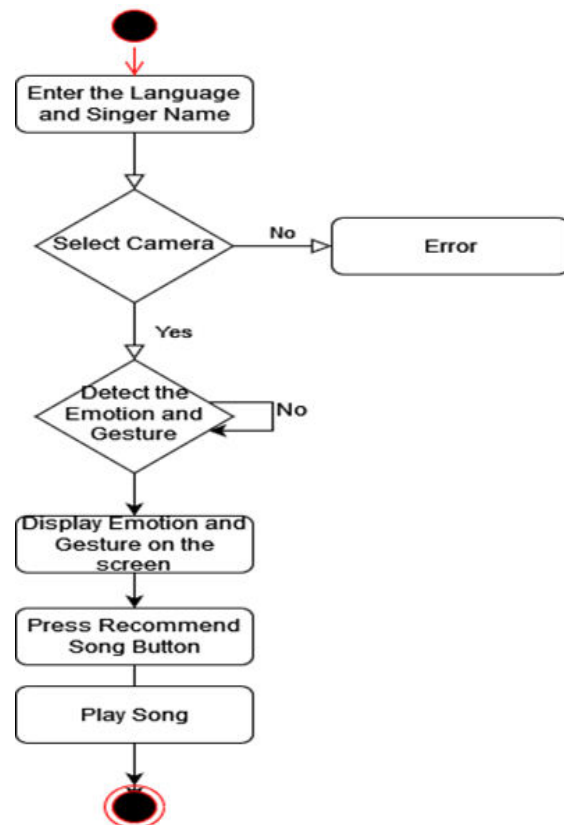 Enter the Language
and Singer Name
Select Camera
No
Error
Yes
Detect the
Emotion and
Gesture
No
Display Emotion and
Gesture on the
screen
Press Recommend
Song Button
Play Song